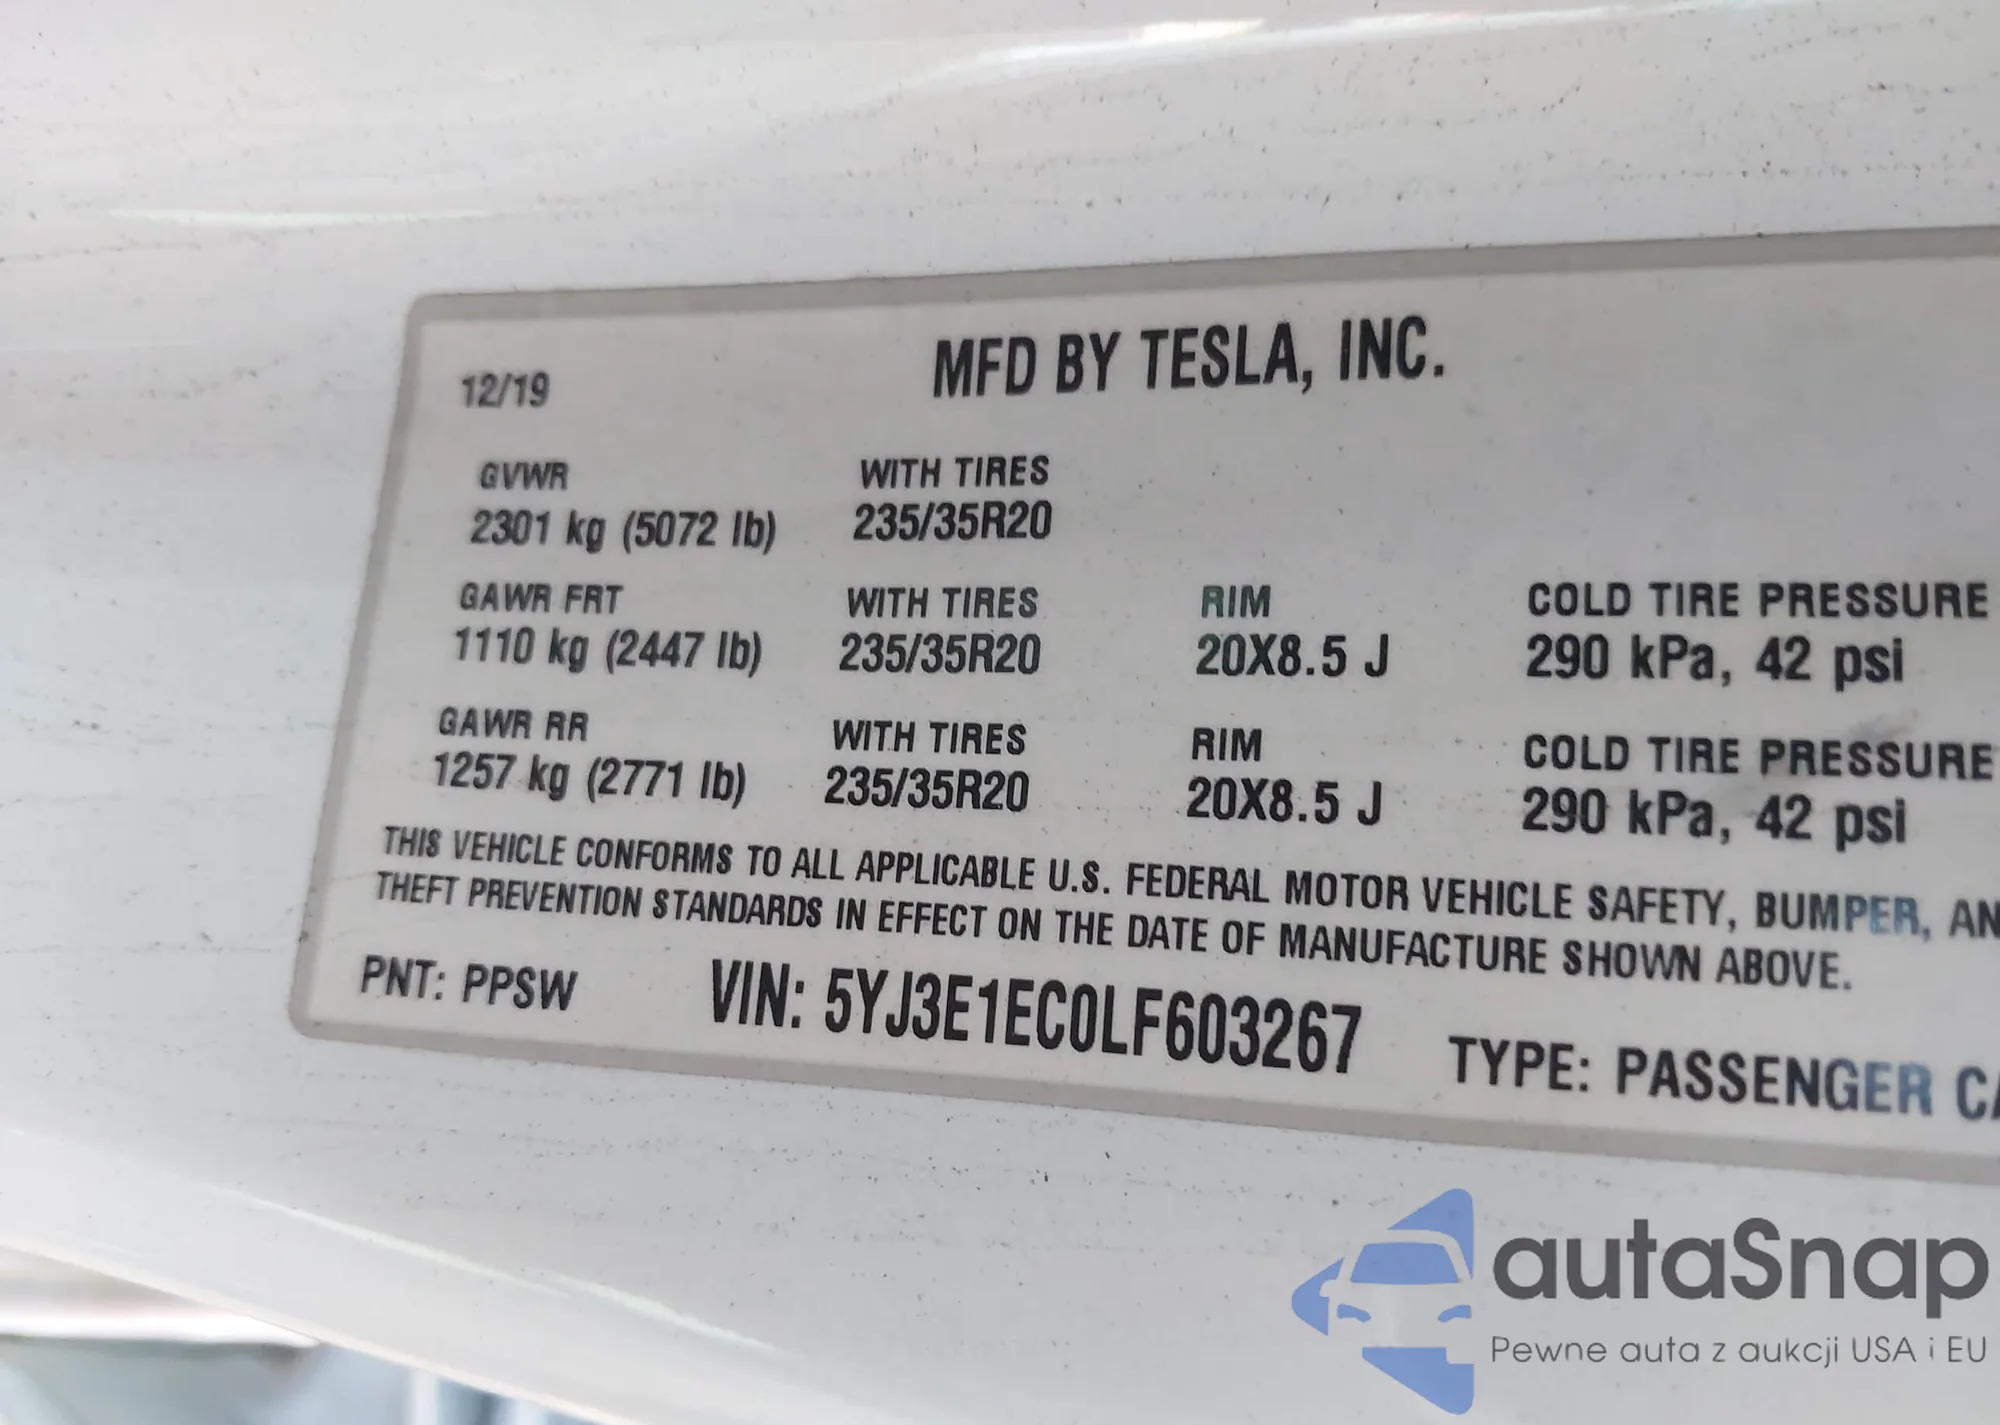 12/19
MFD BY TESLA, INC.
GVWR WITH TIRES
2301 kg (5072 lb) 235/35R20
GAWR FRT WITH TIRES RIM COLD TIRE PRESSURE
1110 kg (2447 lb) 235/35R20 20X8.5 J 290 kPa, 42 psi
GAWR RR WITH TIRES RIM COLD TIRE PRESSURE
1257 kg (2771 lb) 235/35R20 20X8.5 J 290 kPa, 42 psi
THIS VEHICLE CONFORMS TO ALL APPLICABLE U.S. FEDERAL MOTOR VEHICLE SAFETY, BUMPER, AN
THEFT PREVENTION STANDARDS IN EFFECT ON THE DATE OF MANUFACTURE SHOWN ABOVE.
PNT: PPSW VIN: 5YJ3E1EC0LF603267 TYPE: PASSENGER CA
autaSnap
Pewne auta z aukcji USA i EU